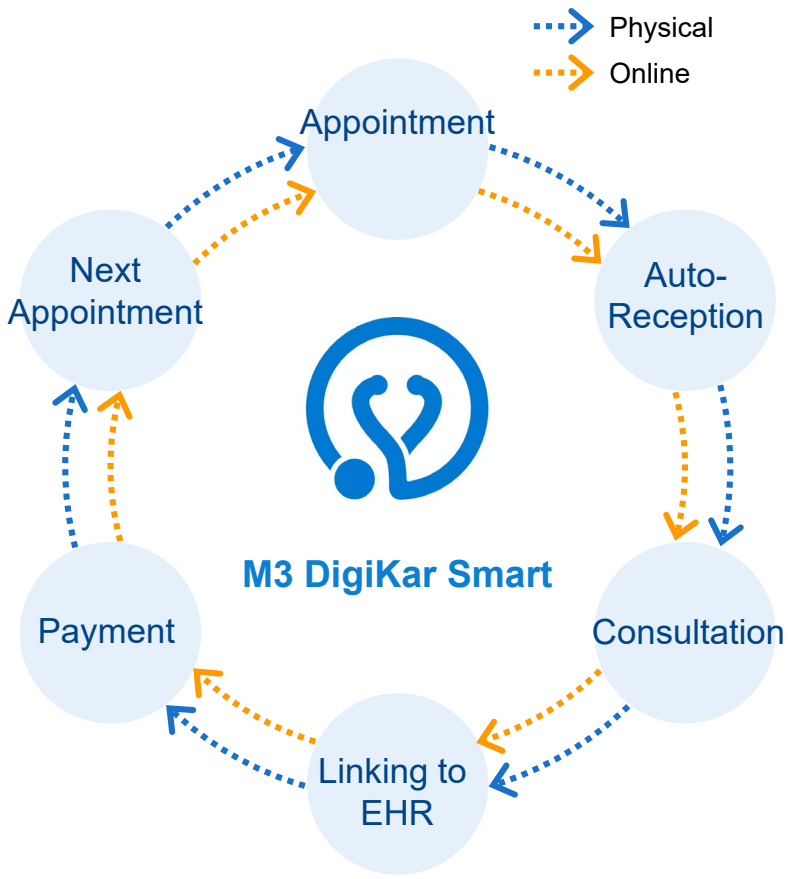 Physical
Online
Appointment
Auto-
Reception
Consultation
Linking to
EHR
Payment
Next
Appointment
M3 DigiKar Smart